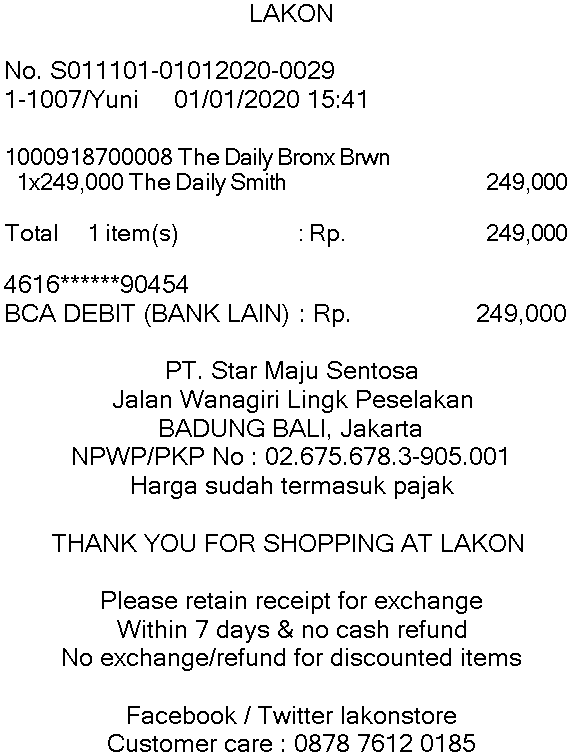 LAKON
No. S011101-01012020-0029
1-1007/Yuni 01/01/2020 15:41
1000918700008 The Daily Bronx Brwn
1x249,000 The Daily Smith 249,000
Total 1 item(s) : Rp. 249,000
4616******90454
BCA DEBIT (BANK LAIN) : Rp. 249,000
PT. Star Maju Sentosa
Jalan Wanagiri Lingk Peselakan
BADUNG BALI, Jakarta
NPWP/PKP No : 02.675.678.3-905.001
Harga sudah termasuk pajak
THANK YOU FOR SHOPPING AT LAKON
Please retain receipt for exchange
Within 7 days & no cash refund
No exchange/refund for discounted items
Facebook / Twitter lakonstore
Customer care : 0878 7612 0185